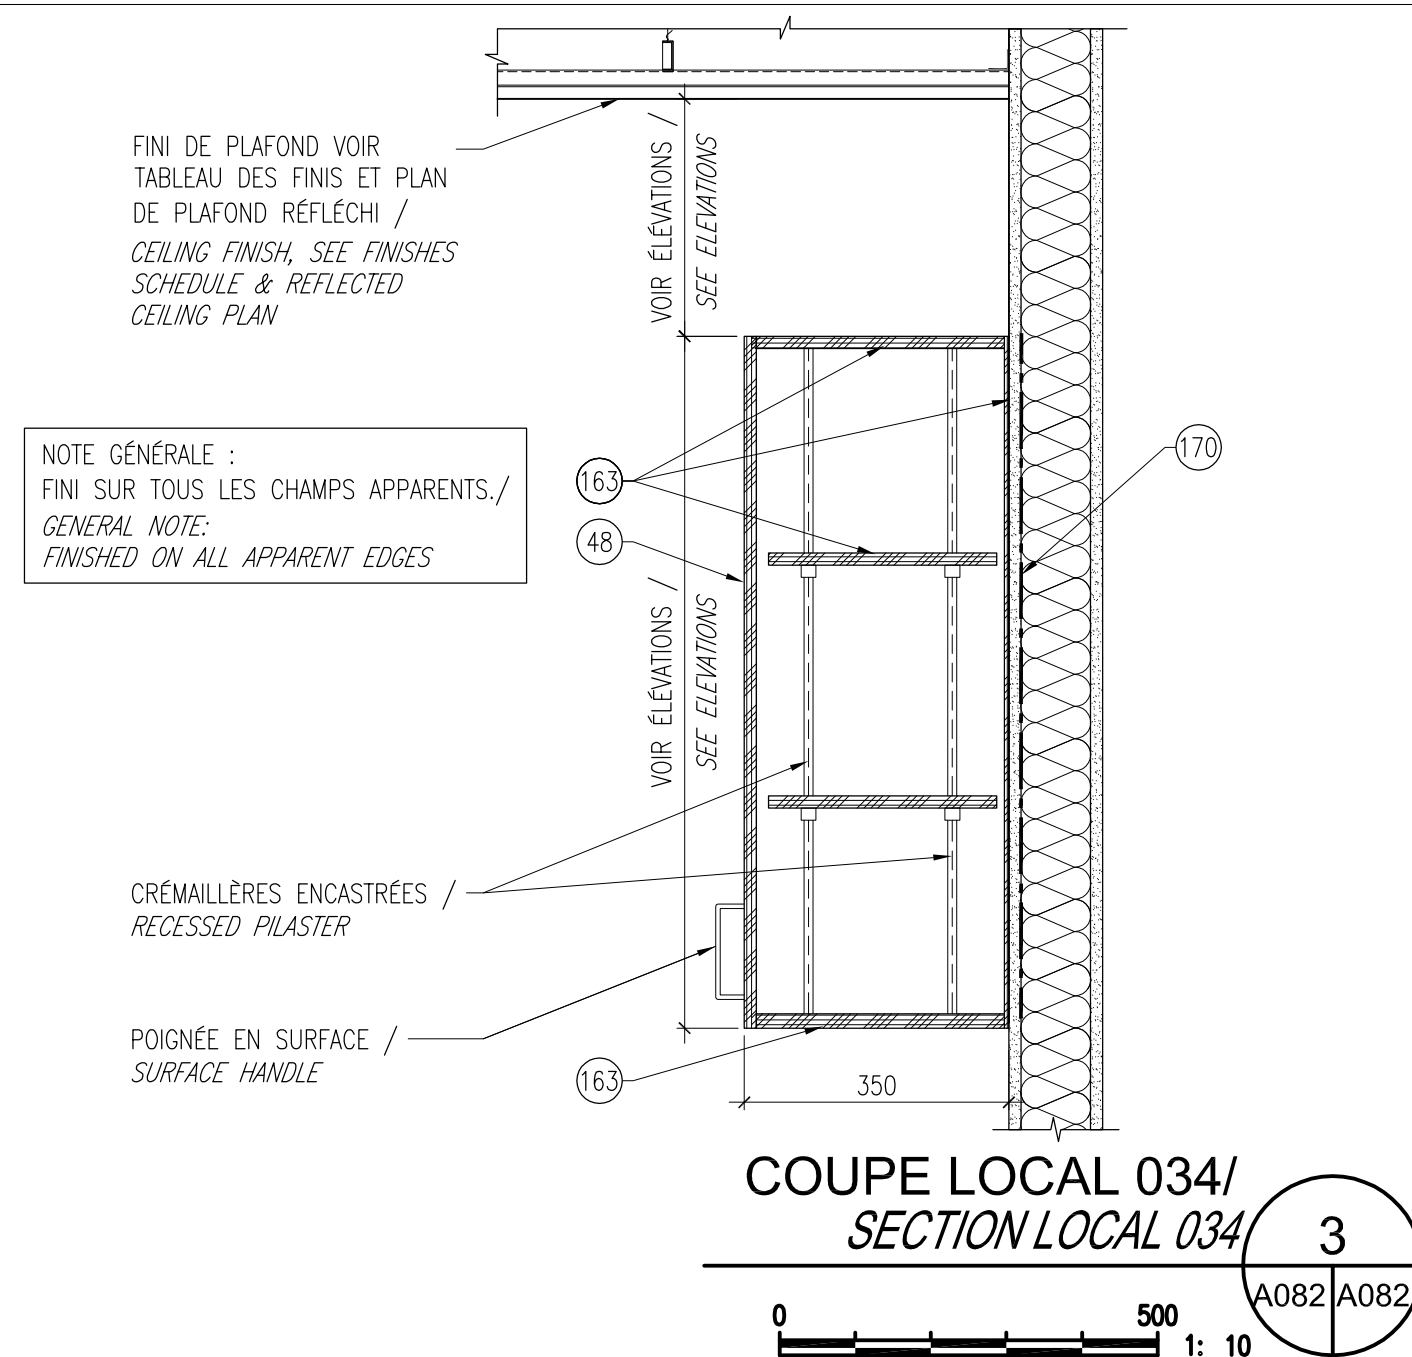 FINI DE PLAFOND VOIR
TABLEAU DES FINIS ET PLAN
DE PLAFOND RÉFLÉCHI /
CEILING FINISH, SEE FINISHES
SCHEDULE & REFLECTED
CEILING PLAN
VOIR ÉLÉVATIONS /
SEE ELEVATIONS
NOTE GÉNÉRALE :
FINI SUR TOUS LES CHAMPS APPARENTS./
GENERAL NOTE:
FINISHED ON ALL APPARENT EDGES
163
48
170
VOIR ÉLÉVATIONS /
SEE ELEVATIONS
CRÉMAILLÈRES ENCASTRÉES /
RECESSED PILASTER
POIGNÉE EN SURFACE /
SURFACE HANDLE
163
350
COUPE LOCAL 034/
SECTION LOCAL 034
3
A082 A082
0 500
1: 10